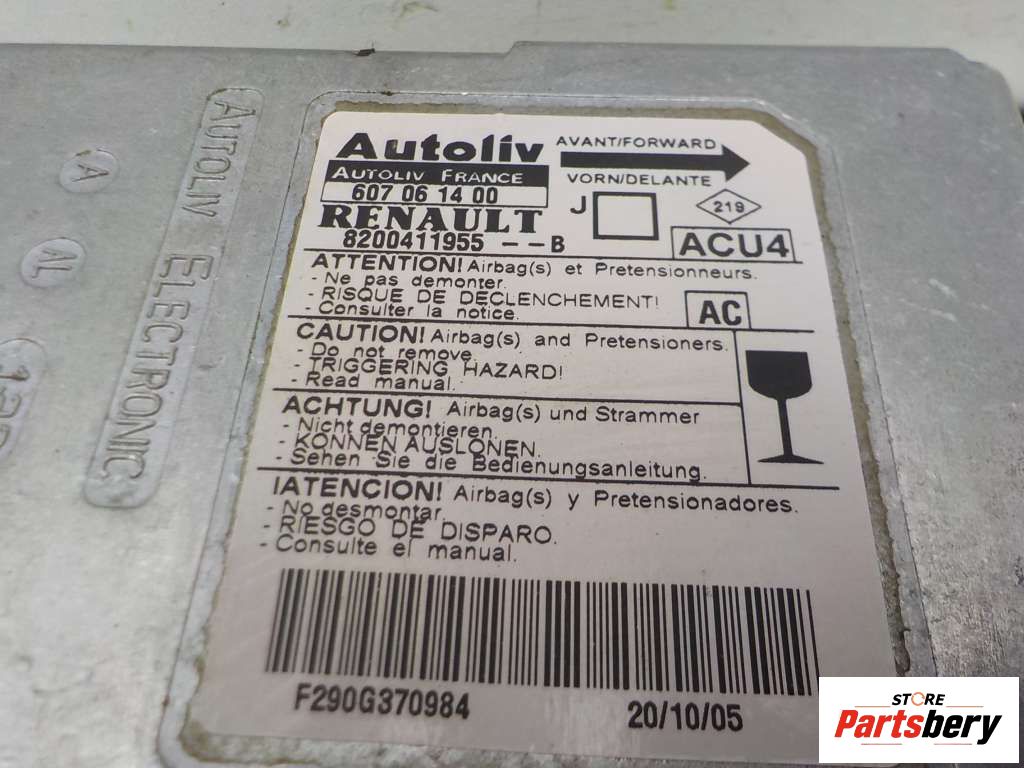 Autoliv
AVANT/FORWARD
AUTOLIV FRANCE
VORN/DELANTE
607 06 14 00
J
219
RENAULT
8200411955 --B
ACU4
ATTENTION! Airbag(s) et Pretensionneurs.
- Ne pas demonter.
- RISQUE DE DECLENCHEMENT!
- Consulter la notice.
AC
CAUTION! Airbag(s) and Pretensioners.
- Do not remove.
- TRIGGERING HAZARD!
- Read manual.
ACHTUNG! Airbag(s) und Strammer
- Nicht demontieren.
- KONNEN AUSLONEN.
- Sehen Sie die Bedienungsanleitung.
IATENCION! Airbag(s) y Pretensionadores.
- No desmontar.
- RIESGO DE DISPARO.
- Consulte el manual.
F290G370984
20/10/05
AUTOLIV ELECTRONIC
A
AL
STORE
Partsbery